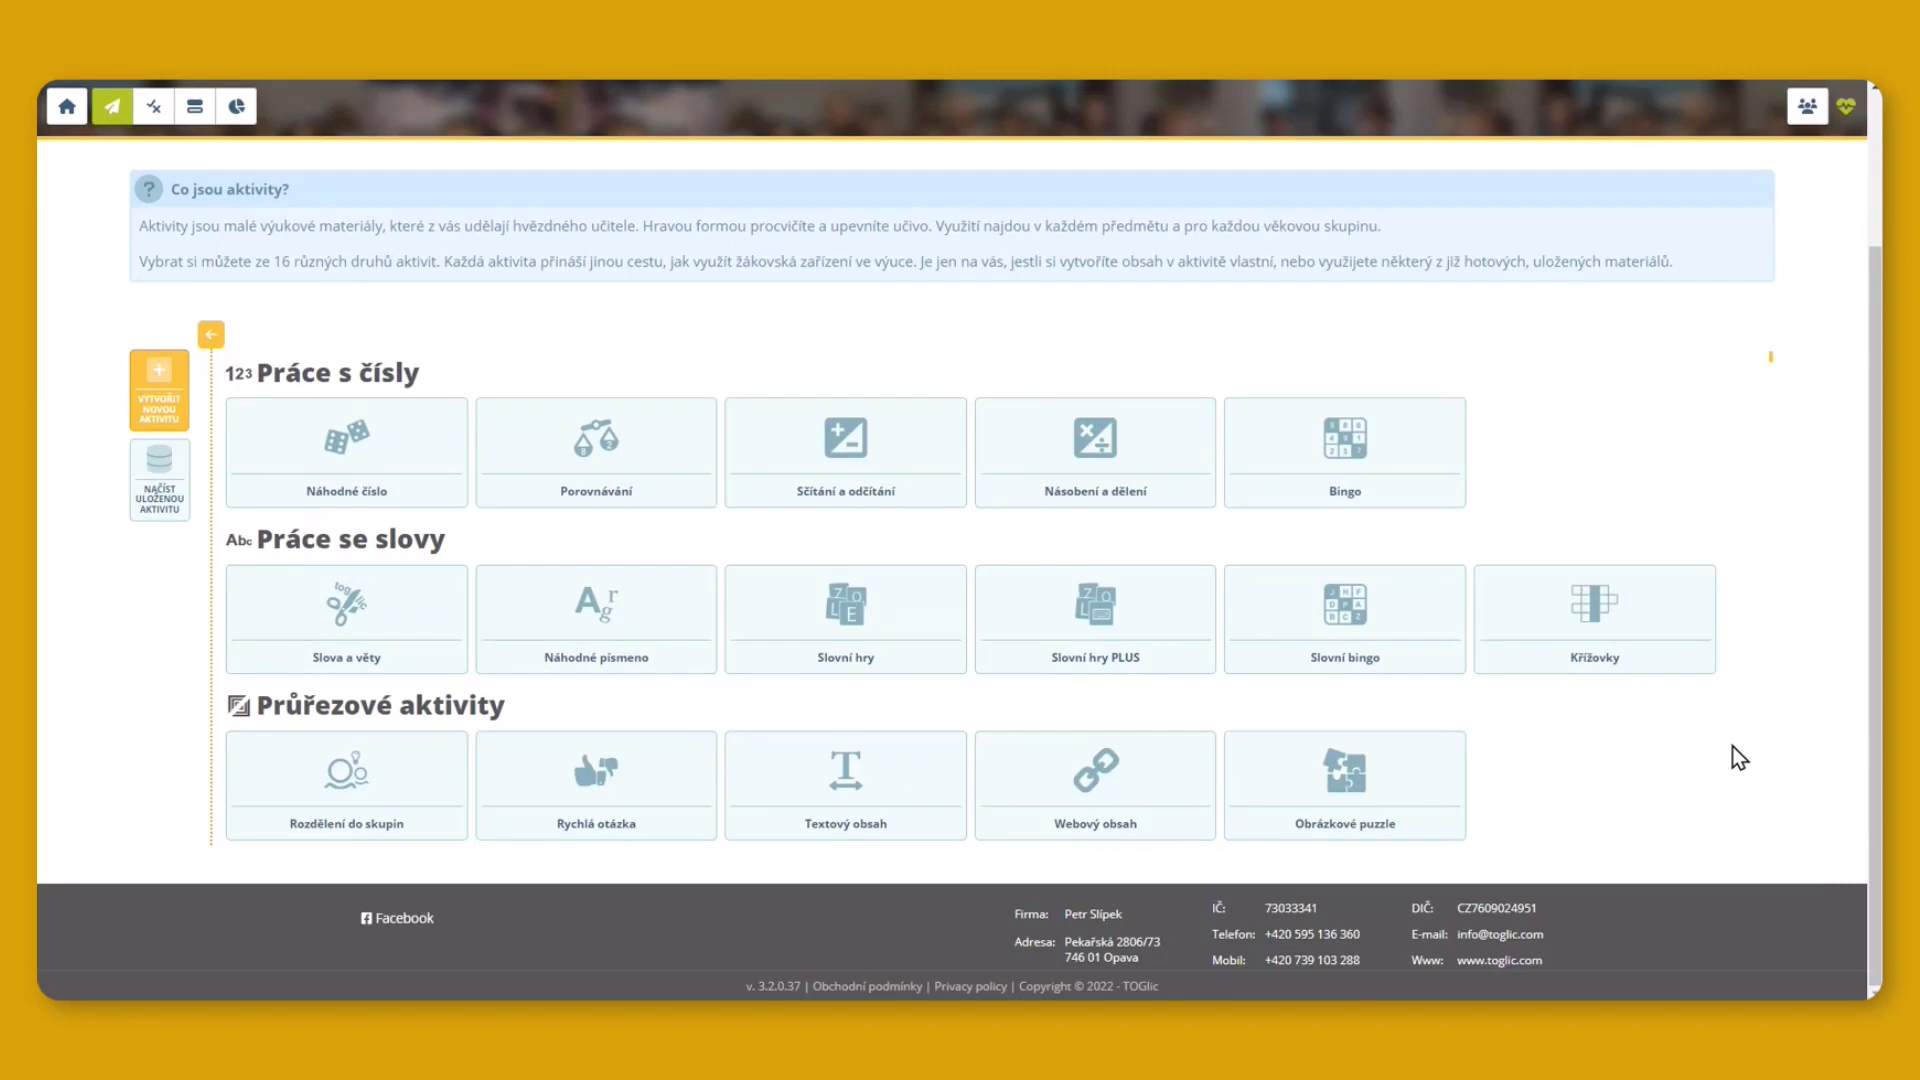 Co jsou aktivity?
Aktivity jsou malé výukové materiály, které z vás udělají hvězdného učitele. Hravou formou procvičíte a upevníte učivo. Využití najdou v každém předmětu a pro každou věkovou skupinu.
Vybrat si můžete ze 16 různých druhů aktivit. Každá aktivita přináší jinou cestu, jak využít žákovská zařízení ve výuce. Je jen na vás, jestli si vytvoříte obsah v aktivitě vlastní, nebo využijete některý z již hotových, uložených materiálů.
VYTVOŘIT
NOVOU
AKTIVITU
NAČÍST
ULOŽENOU
AKTIVITU
123 Práce s čísly
Náhodné číslo
Porovnávání
Sčítání a odčítání
Násobení a dělení
Bingo
Abc Práce se slovy
Slova a věty
Náhodné písmeno
Slovní hry
Slovní hry PLUS
Slovní bingo
Křížovky
Průřezové aktivity
Rozdělení do skupin
Rychlá otázka
Textový obsah
Webový obsah
Obrázkové puzzle
Facebook
Firma: Petr Slípek
Adresa: Pekařská 2806/73
746 01 Opava
IČ: 73033341
Telefon: +420 595 136 360
Mobil: +420 739 103 288
DIČ: CZ7609024951
E-mail: info@toglic.com
Www: www.toglic.com
v. 3.2.0.37 | Obchodní podmínky | Privacy policy | Copyright © 2022 - TOGlic